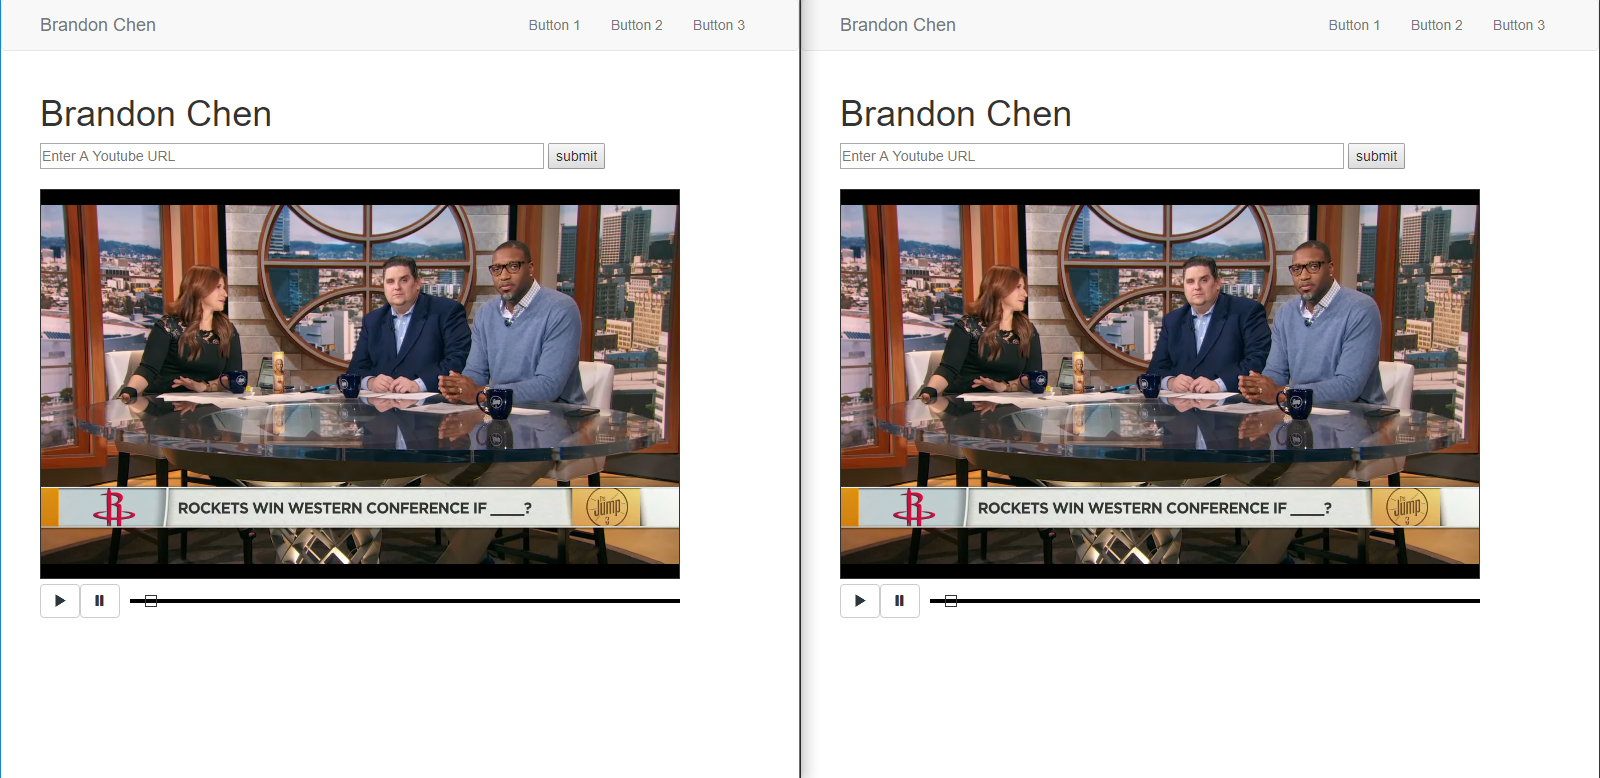 Brandon Chen
Button 1 Button 2 Button 3
Brandon Chen
Enter A Youtube URL
submit
R
ROCKETS WIN WESTERN CONFERENCE IF ____?
the Jump
Brandon Chen
Button 1 Button 2 Button 3
Brandon Chen
Enter A Youtube URL
submit
R
ROCKETS WIN WESTERN CONFERENCE IF ____?
the Jump